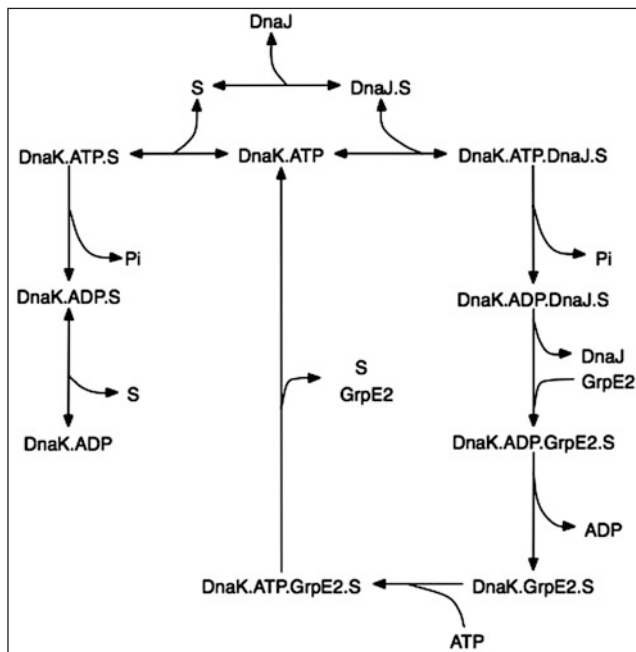 DnaJ
S
DnaJ.S
DnaK.ATP.S
DnaK.ATP
DnaK.ATP.DnaJ.S
Pi
Pi
DnaK.ADP.S
DnaK.ADP.DnaJ.S
DnaJ
S
GrpE2
GrpE2
S
DnaK.ADP
DnaK.ADP.GrpE2.S
ADP
DnaK.ATP.GrpE2.S
DnaK.GrpE2.S
ATP